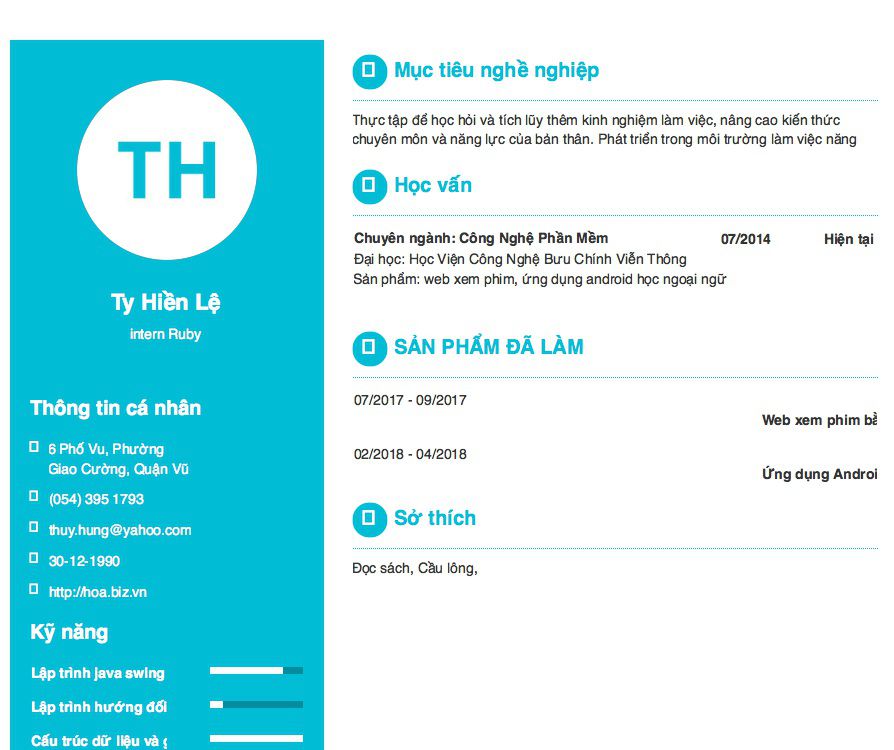 TH
Ty Hiền Lệ
intern Ruby
Thông tin cá nhân
6 Phố Vu, Phường
Giao Cường, Quận Vũ
(054) 395 1793
thuy.hung@yahoo.com
30-12-1990
http://hoa.biz.vn
Kỹ năng
Lập trình java swing
Lập trình hướng đối
Cấu trúc dữ liệu và
Mục tiêu nghề nghiệp
Thực tập để học hỏi và tích lũy thêm kinh nghiệm làm việc, nâng cao kiến thức
chuyên môn và năng lực của bản thân. Phát triển trong môi trường làm việc năng
Học vấn
Chuyên ngành: Công Nghệ Phần Mềm 07/2014 Hiện tại
Đại học: Học Viện Công Nghệ Bưu Chính Viễn Thông
Sản phẩm: web xem phim, ứng dụng android học ngoại ngữ
SẢN PHẨM ĐÃ LÀM
07/2017 - 09/2017
Web xem phim bằ
02/2018 - 04/2018
Ứng dụng Androi
Sở thích
Đọc sách, Cầu lông,